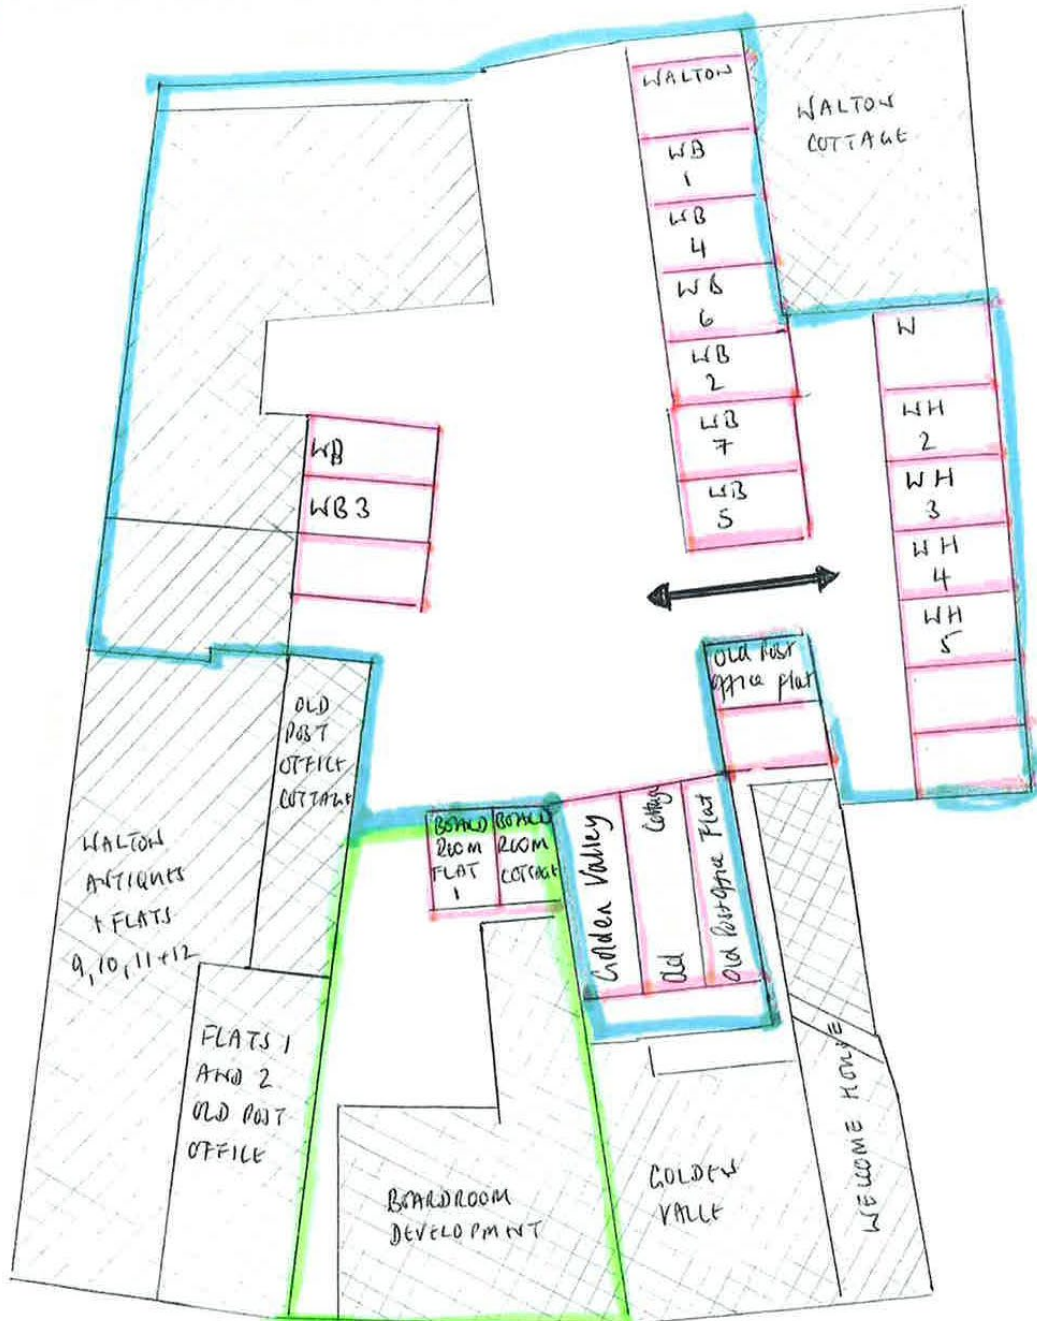 WALTON
WALTON
COTTAGE
WB
1
WB
4
WB
6
WB
2
WB
7
WB
5
W
WH
2
WH
3
WH
4
WH
5
WB
WB3
OLD POST
OFFICE FLAT
OLD
POST
OFFICE
COTTAGE
BOARD
ROOM
FLAT
1
BOARD
ROOM
COTTAGE
Golden Valley
Old Cottage
Old Post Office Flat
WALTON
ANTIQUES
+ FLATS
9, 10, 11 + 12
FLATS 1
AND 2
OLD POST
OFFICE
BOARDROOM
DEVELOPMENT
GOLDEN
VALLE
WELCOME HOUSE